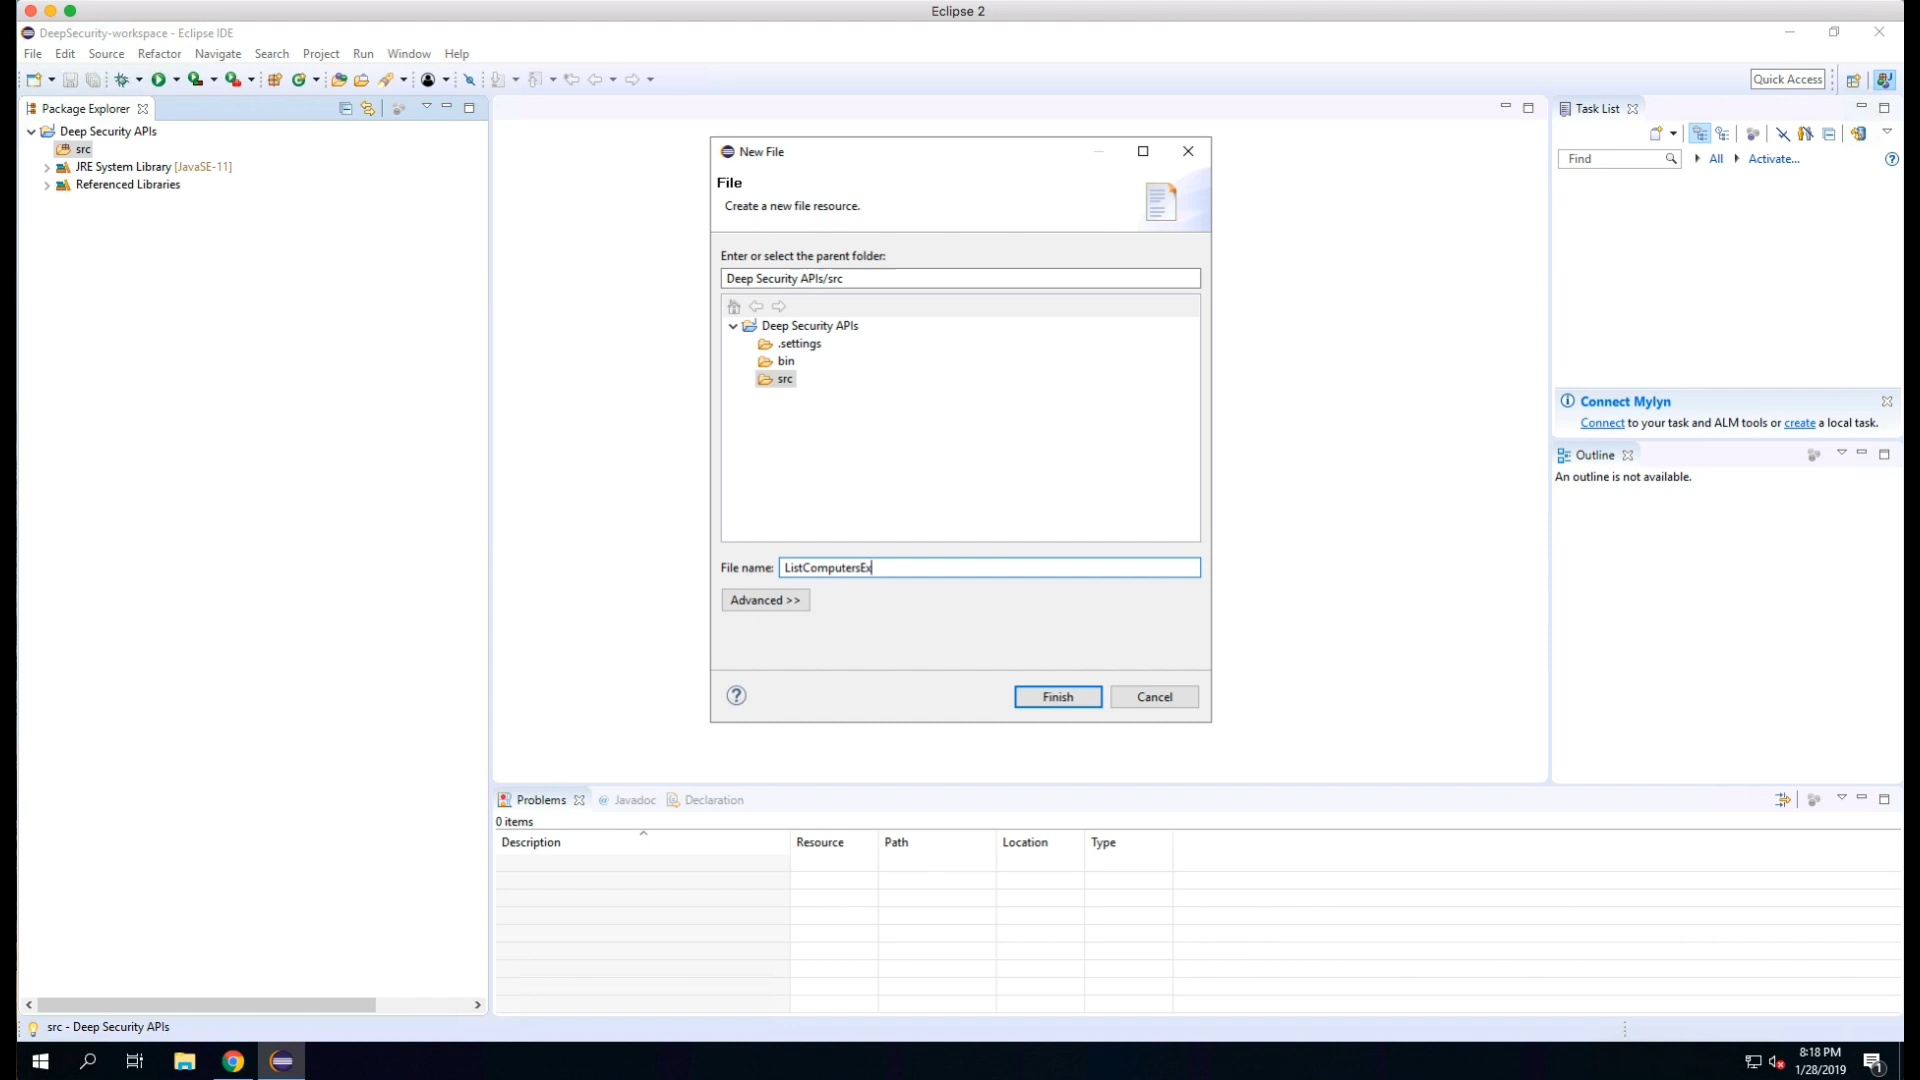 Eclipse 2
DeepSecurity-workspace - Eclipse IDE
File Edit Source Refactor Navigate Search Project Run Window Help
Quick Access
Package Explorer
Deep Security APIs
src
JRE System Library [JavaSE-11]
Referenced Libraries
New File
File
Create a new file resource.
Enter or select the parent folder:
Deep Security APIs/src
Deep Security APIs
.settings
bin
src
File name: ListComputersEx
Advanced >>
Finish Cancel
Task List
Find All Activate...
Connect Mylyn
Connect to your task and ALM tools or create a local task.
Outline
An outline is not available.
Problems Javadoc Declaration
0 items
Description Resource Path Location Type
src - Deep Security APIs
8:18 PM
1/28/2019
1